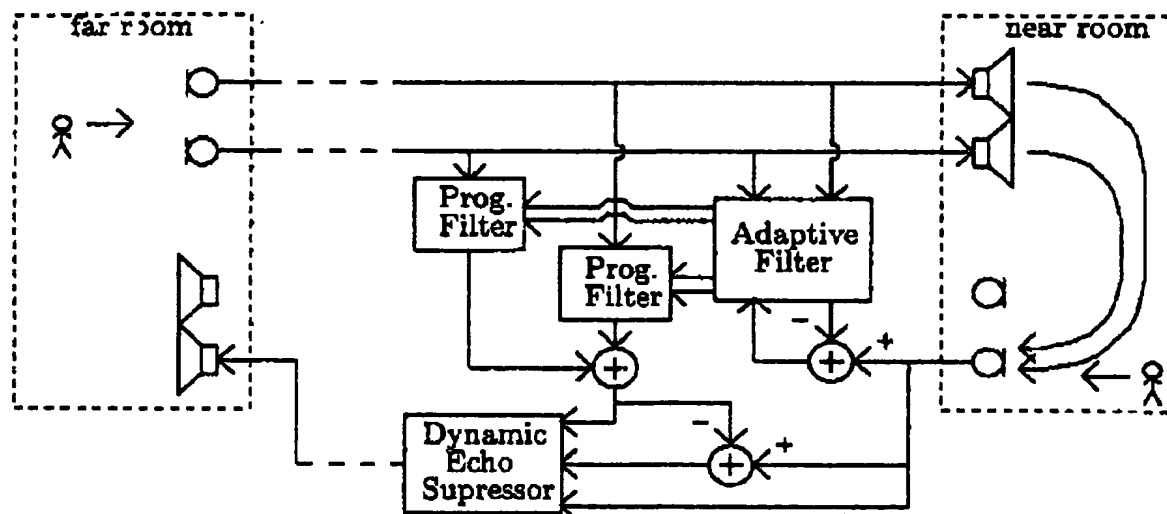 far room
near room
Prog.
Filter
Prog.
Filter
Adaptive
Filter
−
+
+
+
−
+
+
Dynamic
Echo
Supressor